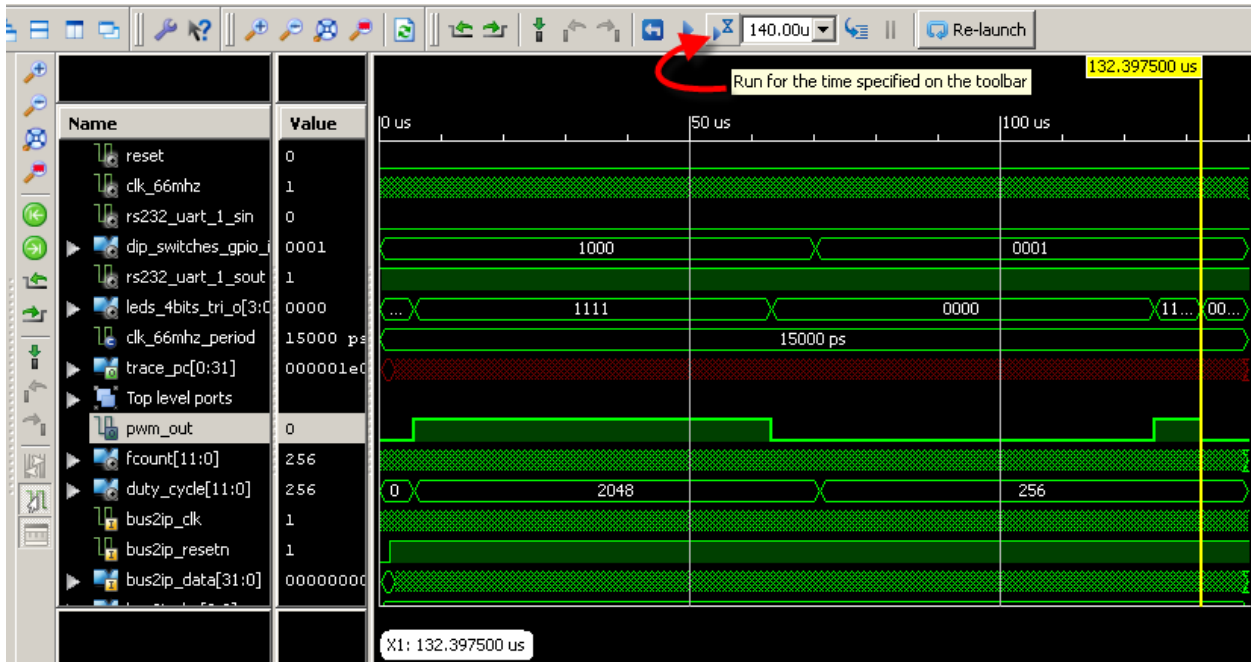 140.00u
Re-launch
Run for the time specified on the toolbar
132.397500 us
Name Value
0 us 50 us 100 us
reset 0
clk_66mhz 1
rs232_uart_1_sin 0
dip_switches_gpio_i 0001 1000 0001
rs232_uart_1_sout 1
leds_4bits_tri_o[3:0 0000 ... 1111 0000 11... 00...
clk_66mhz_period 15000 ps 15000 ps
trace_pc[0:31] 000001e0
Top level ports
pwm_out 0
fcount[11:0] 256
duty_cycle[11:0] 256 0 2048 256
bus2ip_clk 1
bus2ip_resetn 1
bus2ip_data[31:0] 00000000
X1: 132.397500 us